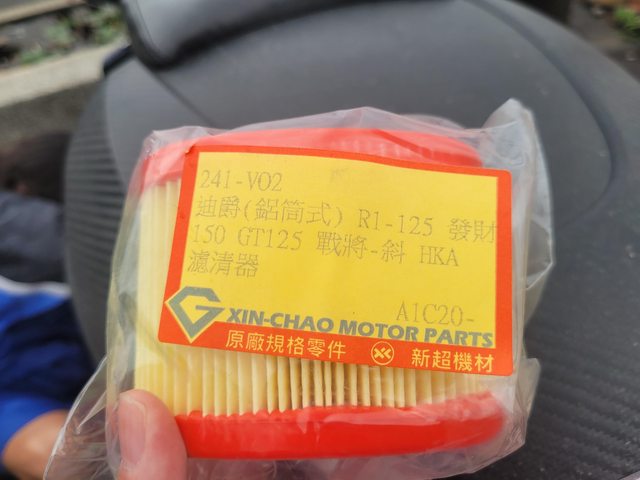 241-VO2
迪爵(鋁筒式) R1-125 發財
150 GT125 戰將-斜 HKA
濾清器
A1C20-
G XIN-CHAO MOTOR PARTS
原廠規格零件 新超機材